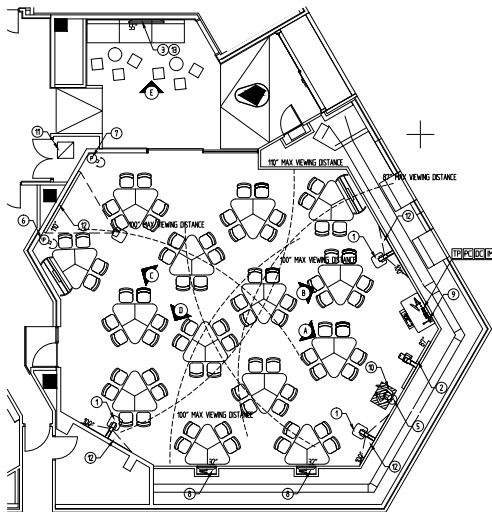 55"
3
13
E
11
7
110" MAX VIEWING DISTANCE
87" MAX VIEWING DISTANCE
12
12
100" MAX VIEWING DISTANCE
6
1
100" MAX VIEWING DISTANCE
C
B
TP PC DC
9
D
A
10
2
1
100" MAX VIEWING DISTANCE
1
5
12
12
32"
32"
8
8